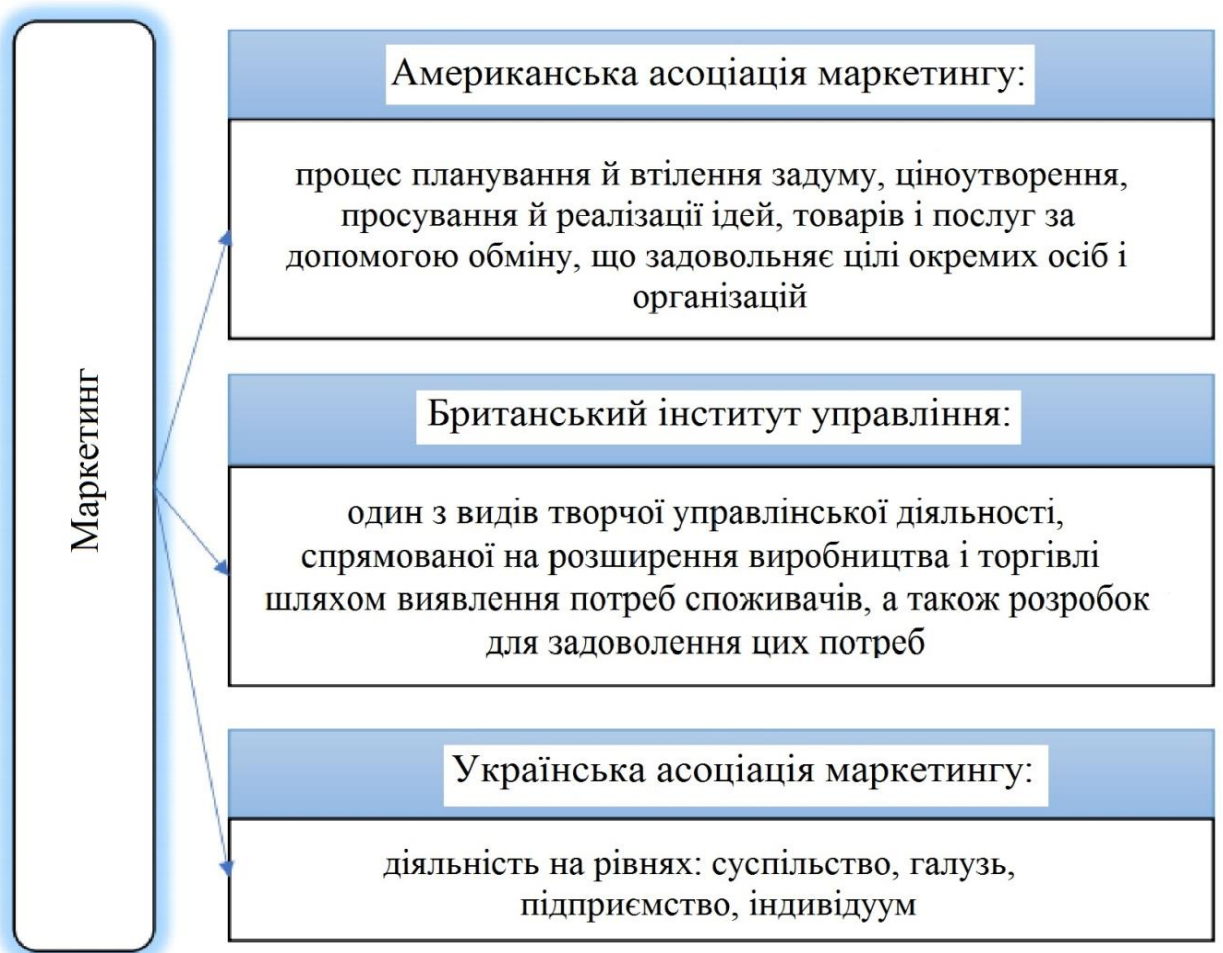 Маркетинг
Американська асоціація маркетингу:
процес планування й втілення задуму, ціноутворення,
просування й реалізації ідей, товарів і послуг за
допомогою обміну, що задовольняє цілі окремих осіб і
організацій
Британський інститут управління:
один з видів творчої управлінської діяльності,
спрямованої на розширення виробництва і торгівлі
шляхом виявлення потреб споживачів, а також розробок
для задоволення цих потреб
Українська асоціація маркетингу:
діяльність на рівнях: суспільство, галузь,
підприємство, індивідуум